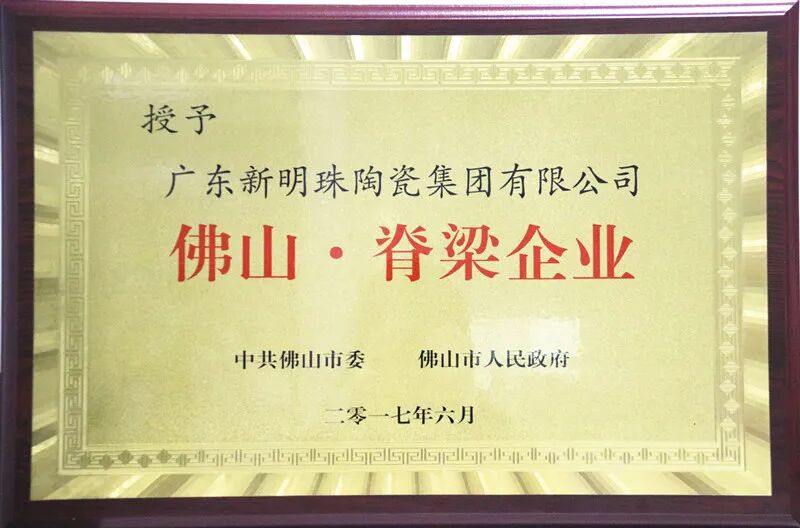 授予
广东新明珠陶瓷集团有限公司
佛山·脊梁企业
中共佛山市委 佛山市人民政府
二零一七年六月